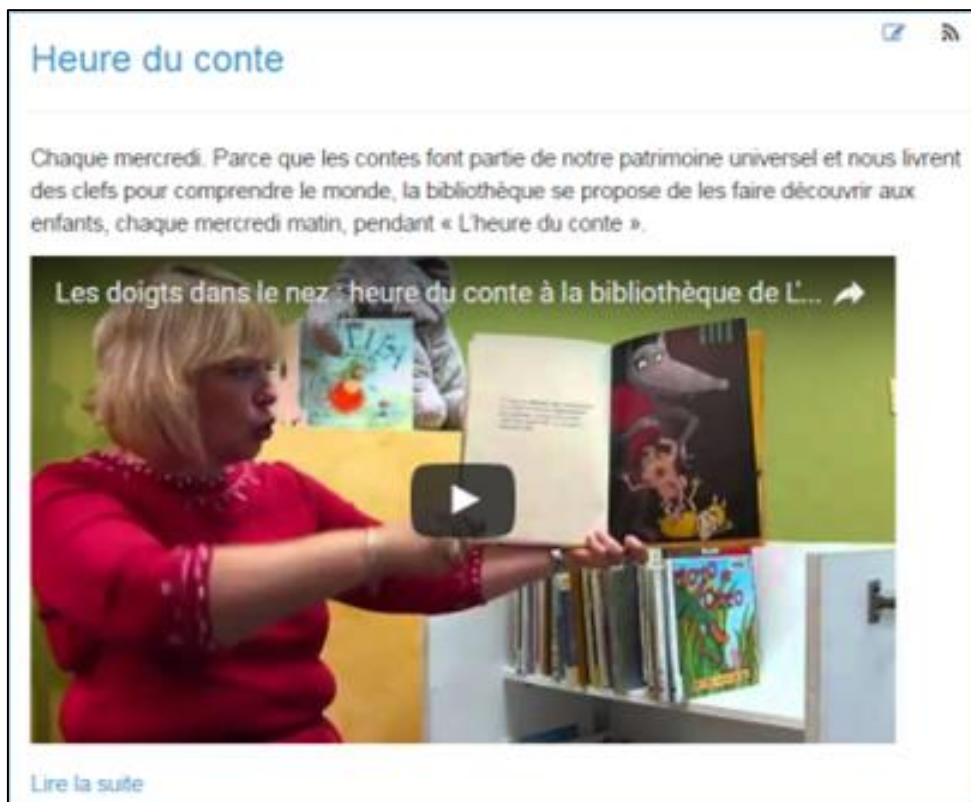 Heure du conte
Chaque mercredi. Parce que les contes font partie de notre patrimoine universel et nous livrent
des clefs pour comprendre le monde, la bibliothèque se propose de les faire découvrir aux
enfants, chaque mercredi matin, pendant « L'heure du conte ».
Les doigts dans le nez : heure du conte à la bibliothèque de L'...
Lire la suite